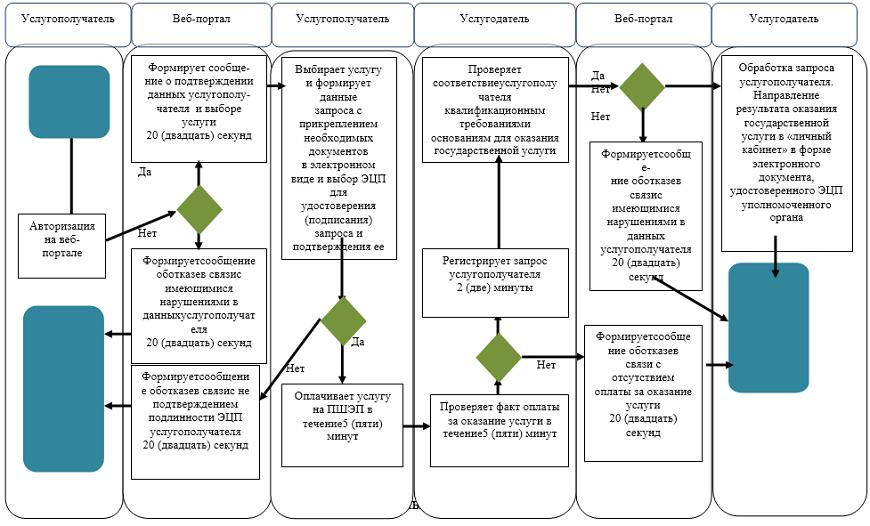 Услугополучатель
Веб-портал
Услугополучатель
Услугодатель
Веб-портал
Услугодатель
Авторизация
на веб-
портале
Формирует сообще-
ние о подтверждении
данных услугополу-
чателя и выборе
услуги
20 (двадцать) секунд
Да
Нет
Формируетсообщение
оботказев связис
имеющимися
нарушениями в
данныхуслугополучат
еля
20 (двадцать) секунд
Формируетсообщени
е оботказев связис не
подтверждением
подлинности ЭЦП
услугополучателя
20 (двадцать) секунд
Выбирает услугу
и формирует
данные
запроса с
прикреплением
необходимых
документов
в электронном
виде и выбор ЭЦП
для
удостоверения
(подписания)
запроса и
подтверждения ее
Да
Нет
Оплачивает услугу
на ПШЭП в
течение5 (пяти)
минут
Проверяет
соответствиеуслугополу
чателя
квалификационным
требованиями
основаниям для оказания
государственной услуги
Регистрирует запрос
услугополучателя
2 (две) минуты
Нет
Проверяет факт оплаты
за оказание услуги в
течение5 (пяти) минут
Да
Нет
Нет
Формируетсообщ
е-
ние оботказев
связис
имеющимися
нарушениями в
данных
услугополучателя
20 (двадцать)
секунд
Формируетсообще
ние оботказев
связи с
отсутствием
оплаты за оказание
услуги
20 (двадцать)
секунд
Обработка запроса
услугополучателя.
Направление
результата оказания
государственной
услуги в «личный
кабинет» в форме
электронного
документа,
удостоверенного ЭЦП
уполномоченного
органа